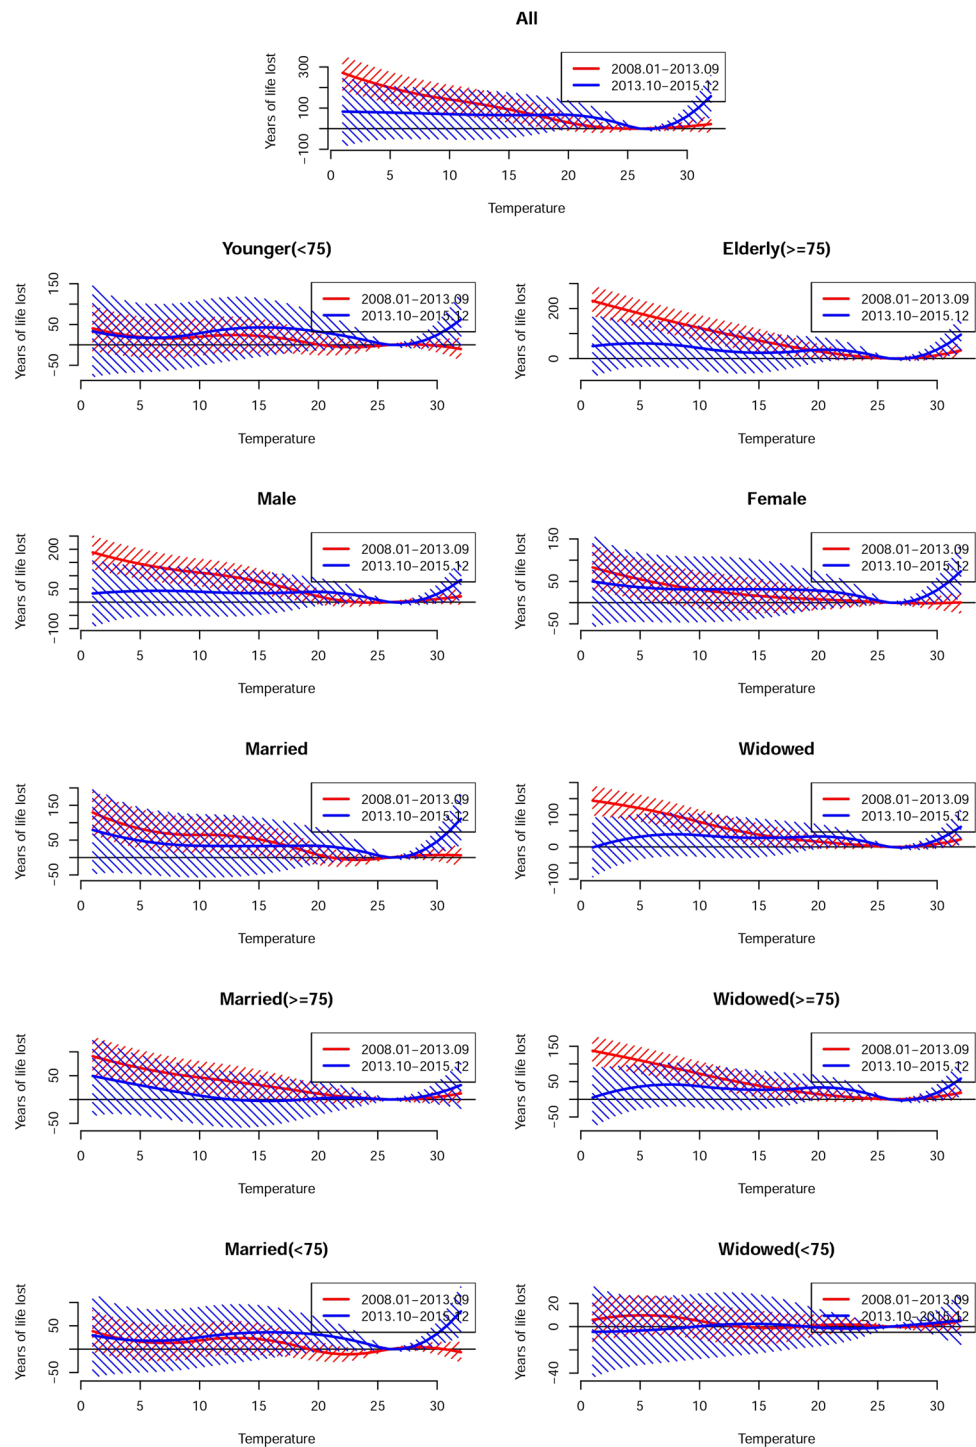 All
Years of life lost
300
100
−100
2008.01−2013.09
2013.10−2015.12
0 5 10 15 20 25 30
Temperature
Younger(<75)
Years of life lost
150
50
−50
2008.01−2013.09
2013.10−2015.12
0 5 10 15 20 25 30
Temperature
Elderly(>=75)
Years of life lost
200
0
2008.01−2013.09
2013.10−2015.12
0 5 10 15 20 25 30
Temperature
Male
Years of life lost
200
50
−100
2008.01−2013.09
2013.10−2015.12
0 5 10 15 20 25 30
Temperature
Female
Years of life lost
150
50
−50
2008.01−2013.09
2013.10−2015.12
0 5 10 15 20 25 30
Temperature
Married
Years of life lost
150
50
−50
2008.01−2013.09
2013.10−2015.12
0 5 10 15 20 25 30
Temperature
Widowed
Years of life lost
100
0
−100
2008.01−2013.09
2013.10−2015.12
0 5 10 15 20 25 30
Temperature
Married(>=75)
Years of life lost
50
−50
2008.01−2013.09
2013.10−2015.12
0 5 10 15 20 25 30
Temperature
Widowed(>=75)
Years of life lost
150
50
−50
2008.01−2013.09
2013.10−2015.12
0 5 10 15 20 25 30
Temperature
Married(<75)
Years of life lost
50
−50
2008.01−2013.09
2013.10−2015.12
0 5 10 15 20 25 30
Temperature
Widowed(<75)
Years of life lost
20
0
−40
2008.01−2013.09
2013.10−2015.12
0 5 10 15 20 25 30
Temperature